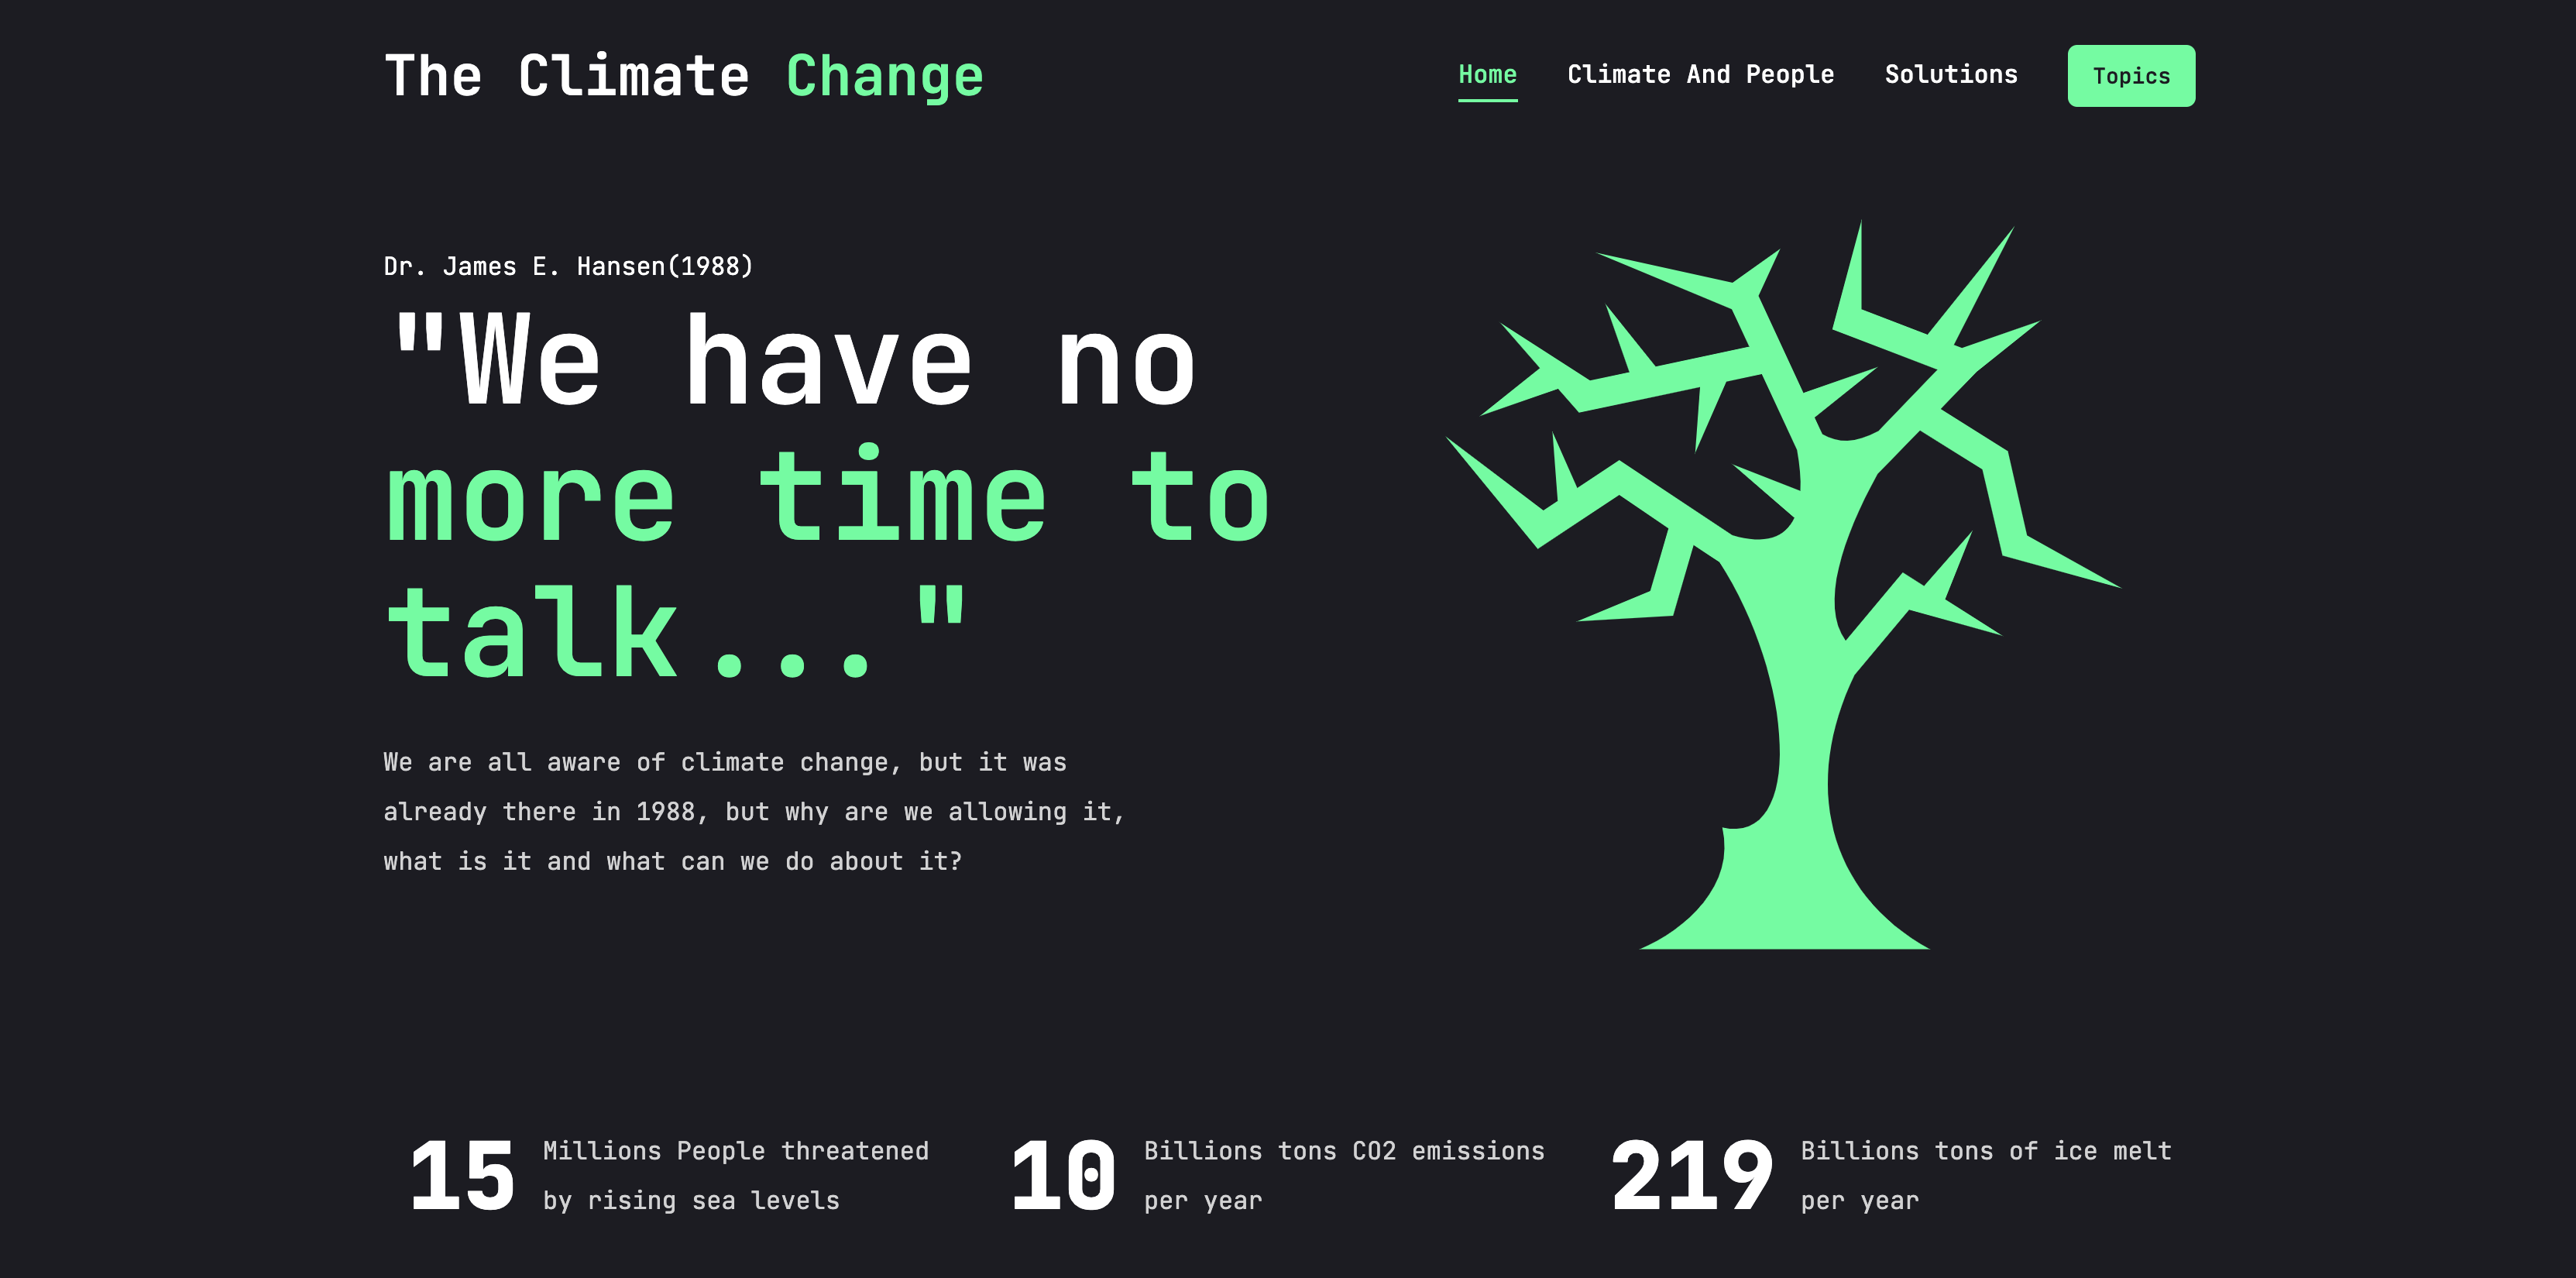 The Climate Change
Home
Climate And People
Solutions
Topics
Dr. James E. Hansen(1988)
"We have no
more time to
talk..."
We are all aware of climate change, but it was
already there in 1988, but why are we allowing it,
what is it and what can we do about it?
15
Millions People threatened
by rising sea levels
10
Billions tons CO2 emissions
per year
219
Billions tons of ice melt
per year